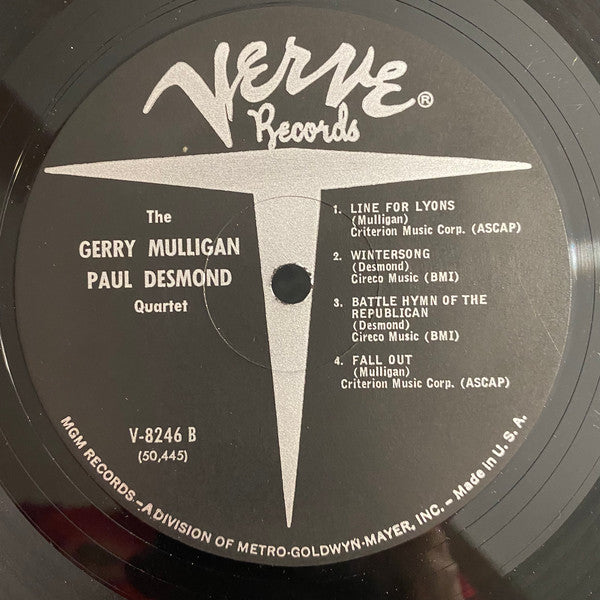 Verve®
Records
The
GERRY MULLIGAN
PAUL DESMOND
Quartet
V-8246 B
(50,445)
1. LINE FOR LYONS
(Mulligan)
Criterion Music Corp. (ASCAP)
2. WINTERSONG
(Desmond)
Cireco Music (BMI)
3. BATTLE HYMN OF THE
REPUBLICAN
(Desmond)
Cireco Music (BMI)
4. FALL OUT
(Mulligan)
Criterion Music Corp. (ASCAP)
MGM RECORDS—A DIVISION OF METRO-GOLDWYN-MAYER, INC.—Made in U.S.A.